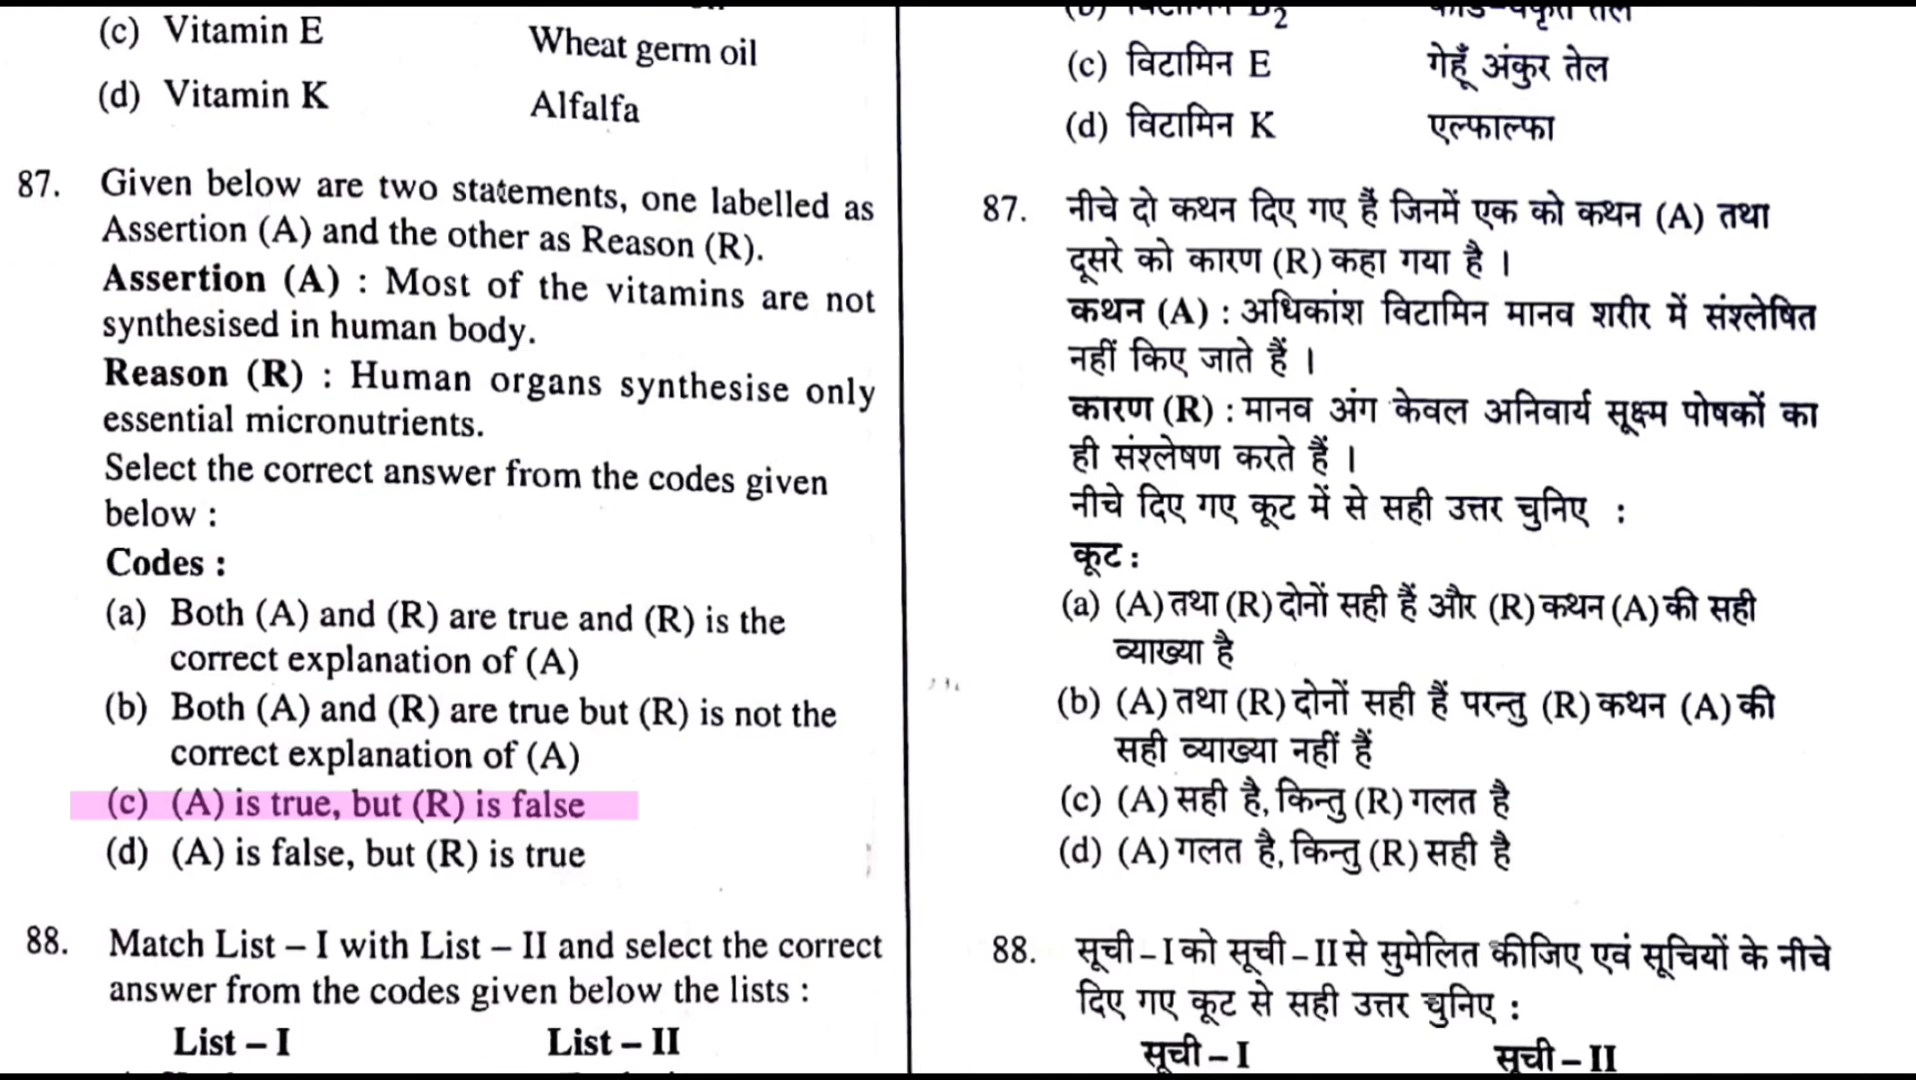 (c) Vitamin E Wheat germ oil
(d) Vitamin K Alfalfa
87. Given below are two statements, one labelled as
Assertion (A) and the other as Reason (R).
Assertion (A) : Most of the vitamins are not
synthesised in human body.
Reason (R) : Human organs synthesise only
essential micronutrients.
Select the correct answer from the codes given
below :
Codes :
(a) Both (A) and (R) are true and (R) is the
correct explanation of (A)
(b) Both (A) and (R) are true but (R) is not the
correct explanation of (A)
(c) (A) is true, but (R) is false
(d) (A) is false, but (R) is true
88. Match List – I with List – II and select the correct
answer from the codes given below the lists :
List – I List – II
(c) विटामिन E गेहूँ अंकुर तेल
(d) विटामिन K एल्फाल्फा
87. नीचे दो कथन दिए गए हैं जिनमें एक को कथन (A) तथा
दूसरे को कारण (R) कहा गया है ।
कथन (A) : अधिकांश विटामिन मानव शरीर में संश्लेषित
नहीं किए जाते हैं ।
कारण (R) : मानव अंग केवल अनिवार्य सूक्ष्म पोषकों का
ही संश्लेषण करते हैं ।
नीचे दिए गए कूट में से सही उत्तर चुनिए :
कूट :
(a) (A) तथा (R) दोनों सही हैं और (R) कथन (A) की सही
व्याख्या है
(b) (A) तथा (R) दोनों सही हैं परन्तु (R) कथन (A) की
सही व्याख्या नहीं हैं
(c) (A) सही है, किन्तु (R) गलत है
(d) (A) गलत है, किन्तु (R) सही है
88. सूची – I को सूची – II से सुमेलित कीजिए एवं सूचियों के नीचे
दिए गए कूट से सही उत्तर चुनिए :
सूची – I सूची – II